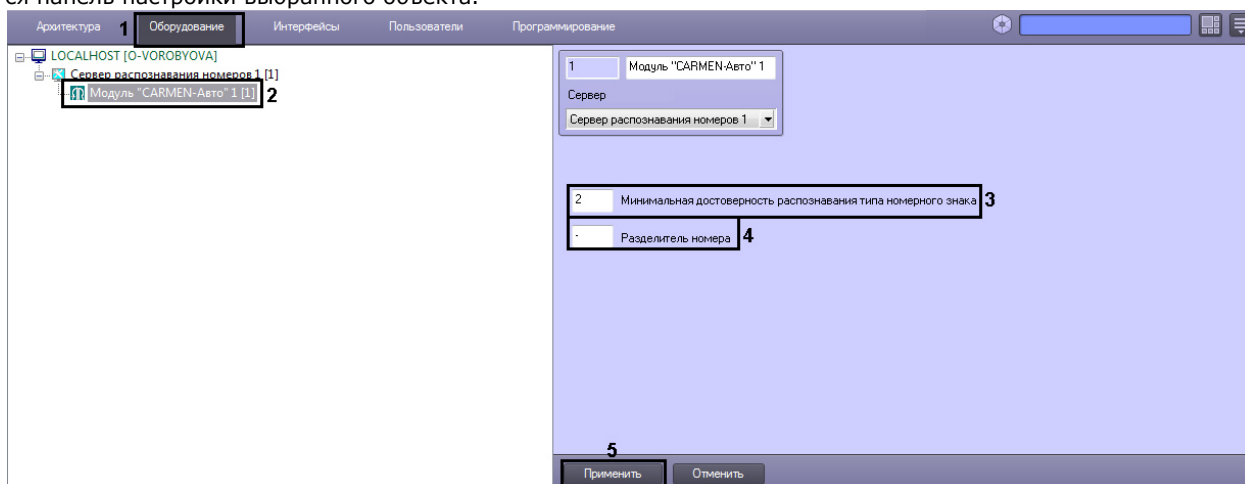 ся панель настройки выбранного объекта.
Архитектура 1 Оборудование Интерфейсы Пользователи Программирование
LOCALHOST [O-VOROBYOVA]
Сервер распознавания номеров 1 [1]
Модуль "CARMEN-Авто" 1 [1] 2
1 Модуль "CARMEN-Авто" 1
Сервер
Сервер распознавания номеров 1
2 Минимальная достоверность распознавания типа номерного знака 3
- Разделитель номера 4
5
Применить Отменить